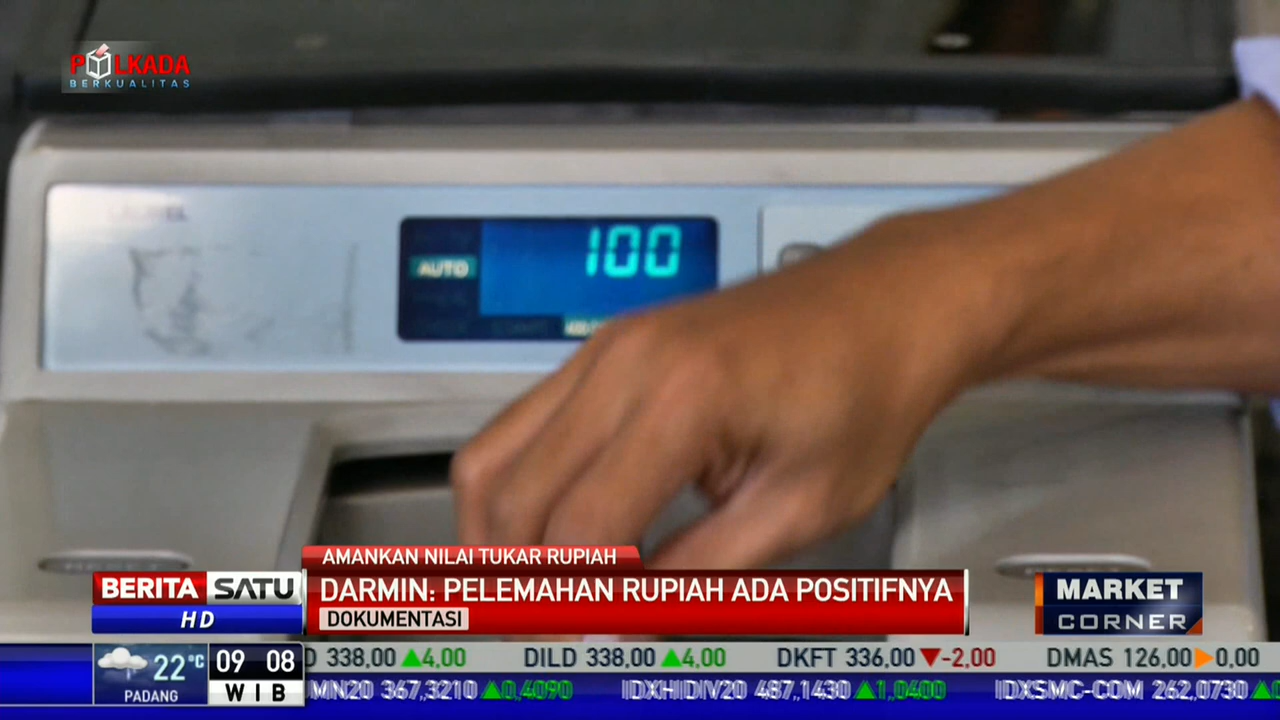 POLKADA
BERKUALITAS
AUTO
100
AMANKAN NILAI TUKAR RUPIAH
BERITA SATU
HD
DARMIN: PELEMAHAN RUPIAH ADA POSITIFNYA
DOKUMENTASI
MARKET
CORNER
22°C
PADANG
09 08
WIB
D 338,00 ▲4,00 DILD 338,00 ▲4,00 DKFT 336,00 ▼-2,00 DMAS 126,00 ▶0,00
MN20 367,3210 ▲0,4090 IDXHIDIV20 487,1430 ▲1,0400 IDXSMC-COM 262,0730 ▲